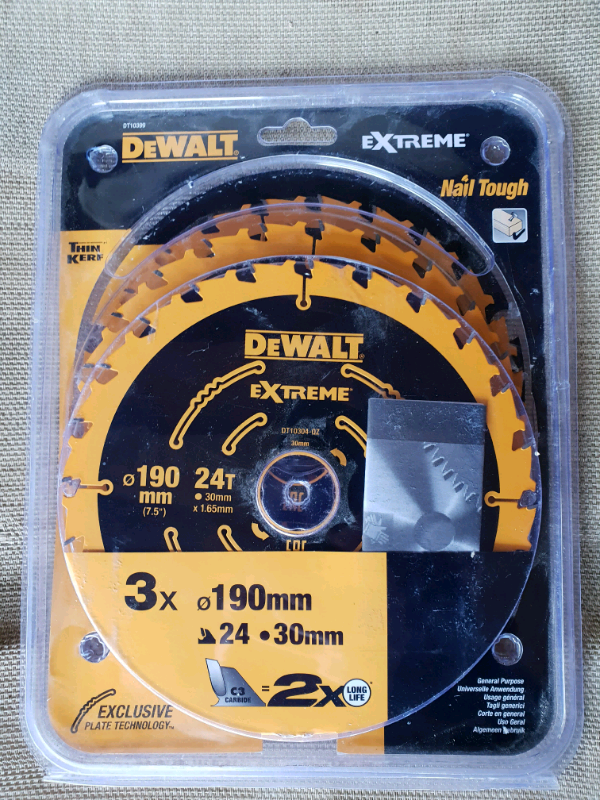 DT10399
DEWALT
EXTREME
Nail Tough
THIN
KERF
DEWALT
EXTREME
DT10304-QZ
30mm
ø190
mm
(7.5")
24T
• 30mm
x 1.65mm
3x ø190mm
24 • 30mm
C3
CARBIDE
= 2X LONG
LIFE
EXCLUSIVE
PLATE TECHNOLOGY
General Purpose
Universelle Anwendung
Usage général
Tagli generici
Corte en general
Uso Geral
Algemeen gebruik